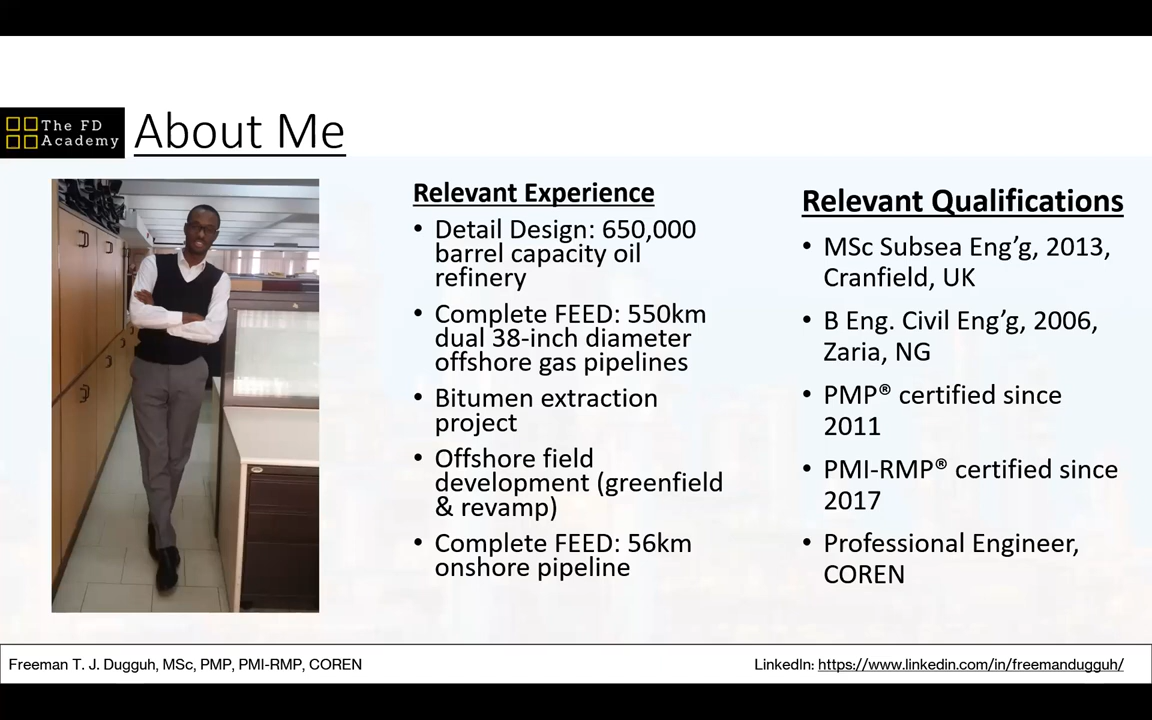 The FD
Academy
About Me
Relevant Experience
• Detail Design: 650,000
barrel capacity oil
refinery
• Complete FEED: 550km
dual 38-inch diameter
offshore gas pipelines
• Bitumen extraction
project
• Offshore field
development (greenfield
& revamp)
• Complete FEED: 56km
onshore pipeline
Relevant Qualifications
• MSc Subsea Eng’g, 2013,
Cranfield, UK
• B Eng. Civil Eng’g, 2006,
Zaria, NG
• PMP® certified since
2011
• PMI-RMP® certified since
2017
• Professional Engineer,
COREN
Freeman T. J. Dugguh, MSc, PMP, PMI-RMP, COREN
LinkedIn: https://www.linkedin.com/in/freemandugguh/